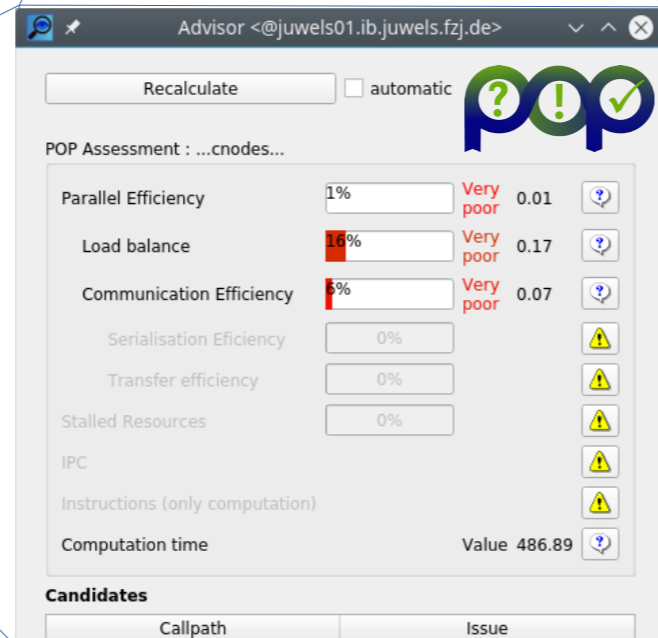 Advisor <@juwels01.ib.juwels.fzj.de>
Recalculate automatic pop
POP Assessment : ...cnodes...
Parallel Efficiency 1% Very poor 0.01
Load balance 16% Very poor 0.17
Communication Efficiency 6% Very poor 0.07
Serialisation Eficiency 0%
Transfer efficiency 0%
Stalled Resources 0%
IPC
Instructions (only computation)
Computation time Value 486.89
Candidates
Callpath Issue